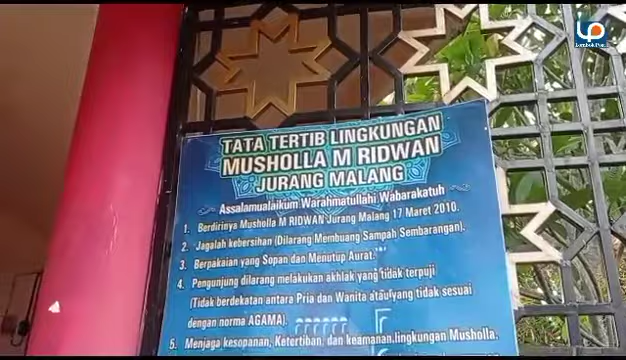 Lombok Post
TATA TERTIB LINGKUNGAN
MUSHOLLA M RIDWAN
JURANG MALANG
Assalamualaikum Warahmatullahi Wabarakatuh
1. Berdirinya Musholla M RIDWAN Jurang Malang 17 Maret 2010.
2. Jagalah kebersihan (Dilarang Membuang Sampah Sembarangan).
3. Berpakaian yang Sopan dan Menutup Aurat.
4. Pengunjung dilarang melakukan akhlak yang tidak terpuji
(Tidak berdekatan antara Pria dan Wanita atau yang tidak sesuai
dengan norma AGAMA).
5. Menjaga kesopanan, Ketertiban, dan keamanan lingkungan Musholla.